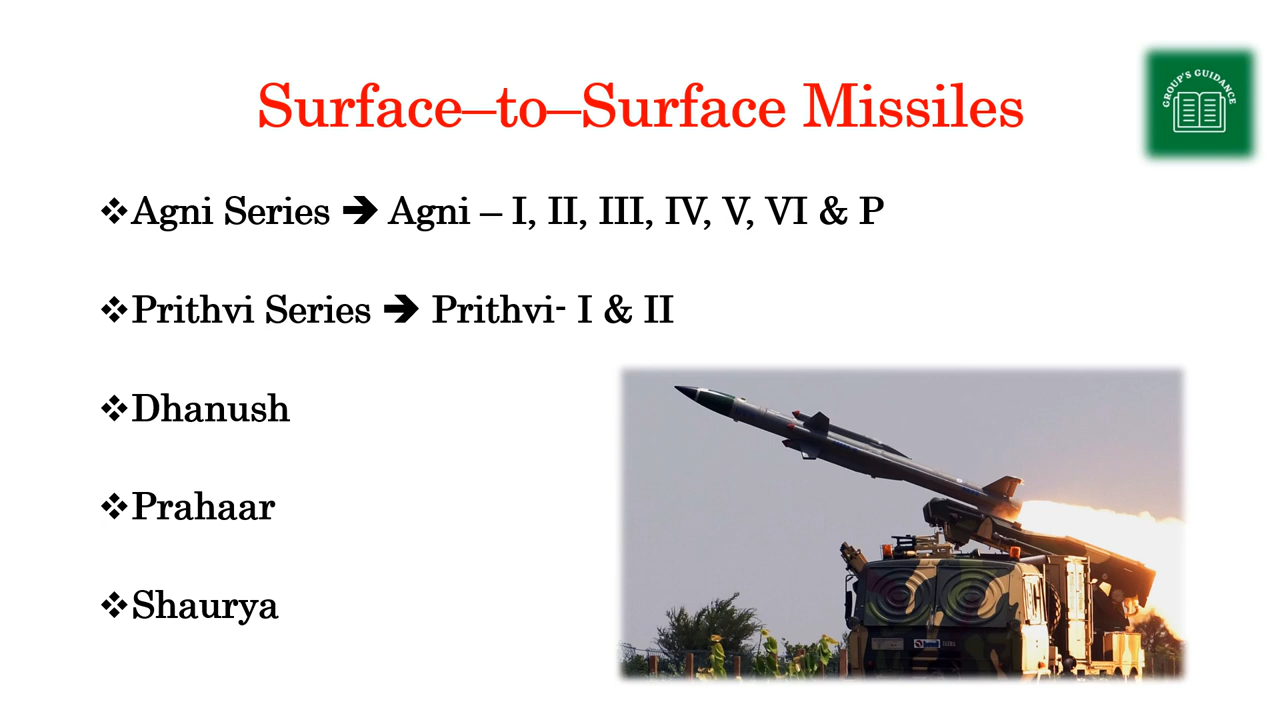 Surface–to–Surface Missiles
GROUP'S GUIDANCE
❖Agni Series ➔ Agni – I, II, III, IV, V, VI & P
❖Prithvi Series ➔ Prithvi- I & II
❖Dhanush
❖Prahaar
❖Shaurya